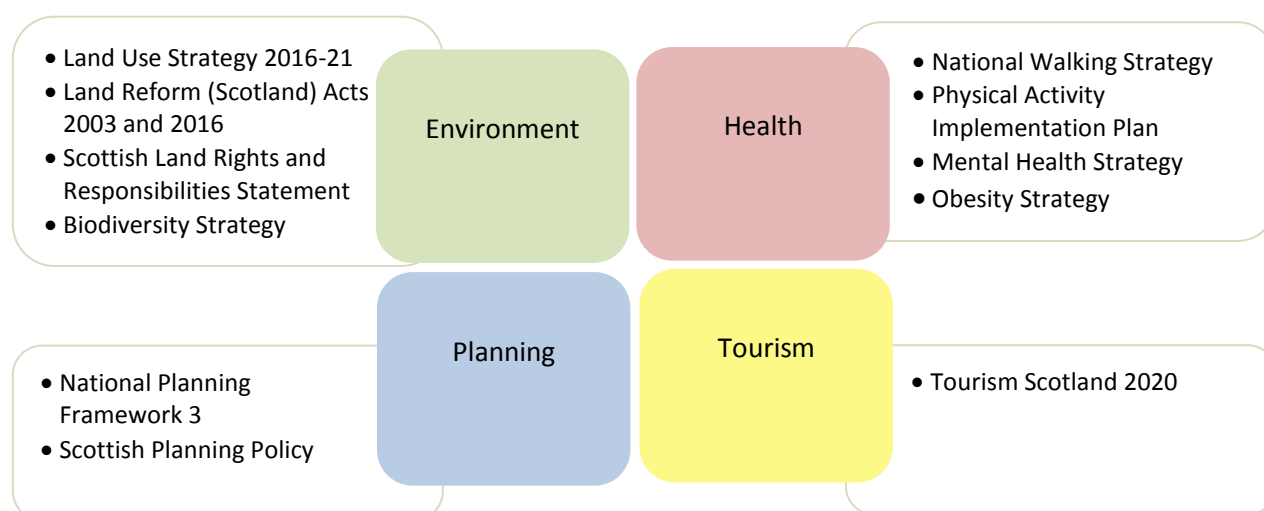 • Land Use Strategy 2016-21
• Land Reform (Scotland) Acts
2003 and 2016
• Scottish Land Rights and
Responsibilities Statement
• Biodiversity Strategy
Environment
Health
• National Walking Strategy
• Physical Activity
Implementation Plan
• Mental Health Strategy
• Obesity Strategy
• National Planning
Framework 3
• Scottish Planning Policy
Planning
Tourism
• Tourism Scotland 2020